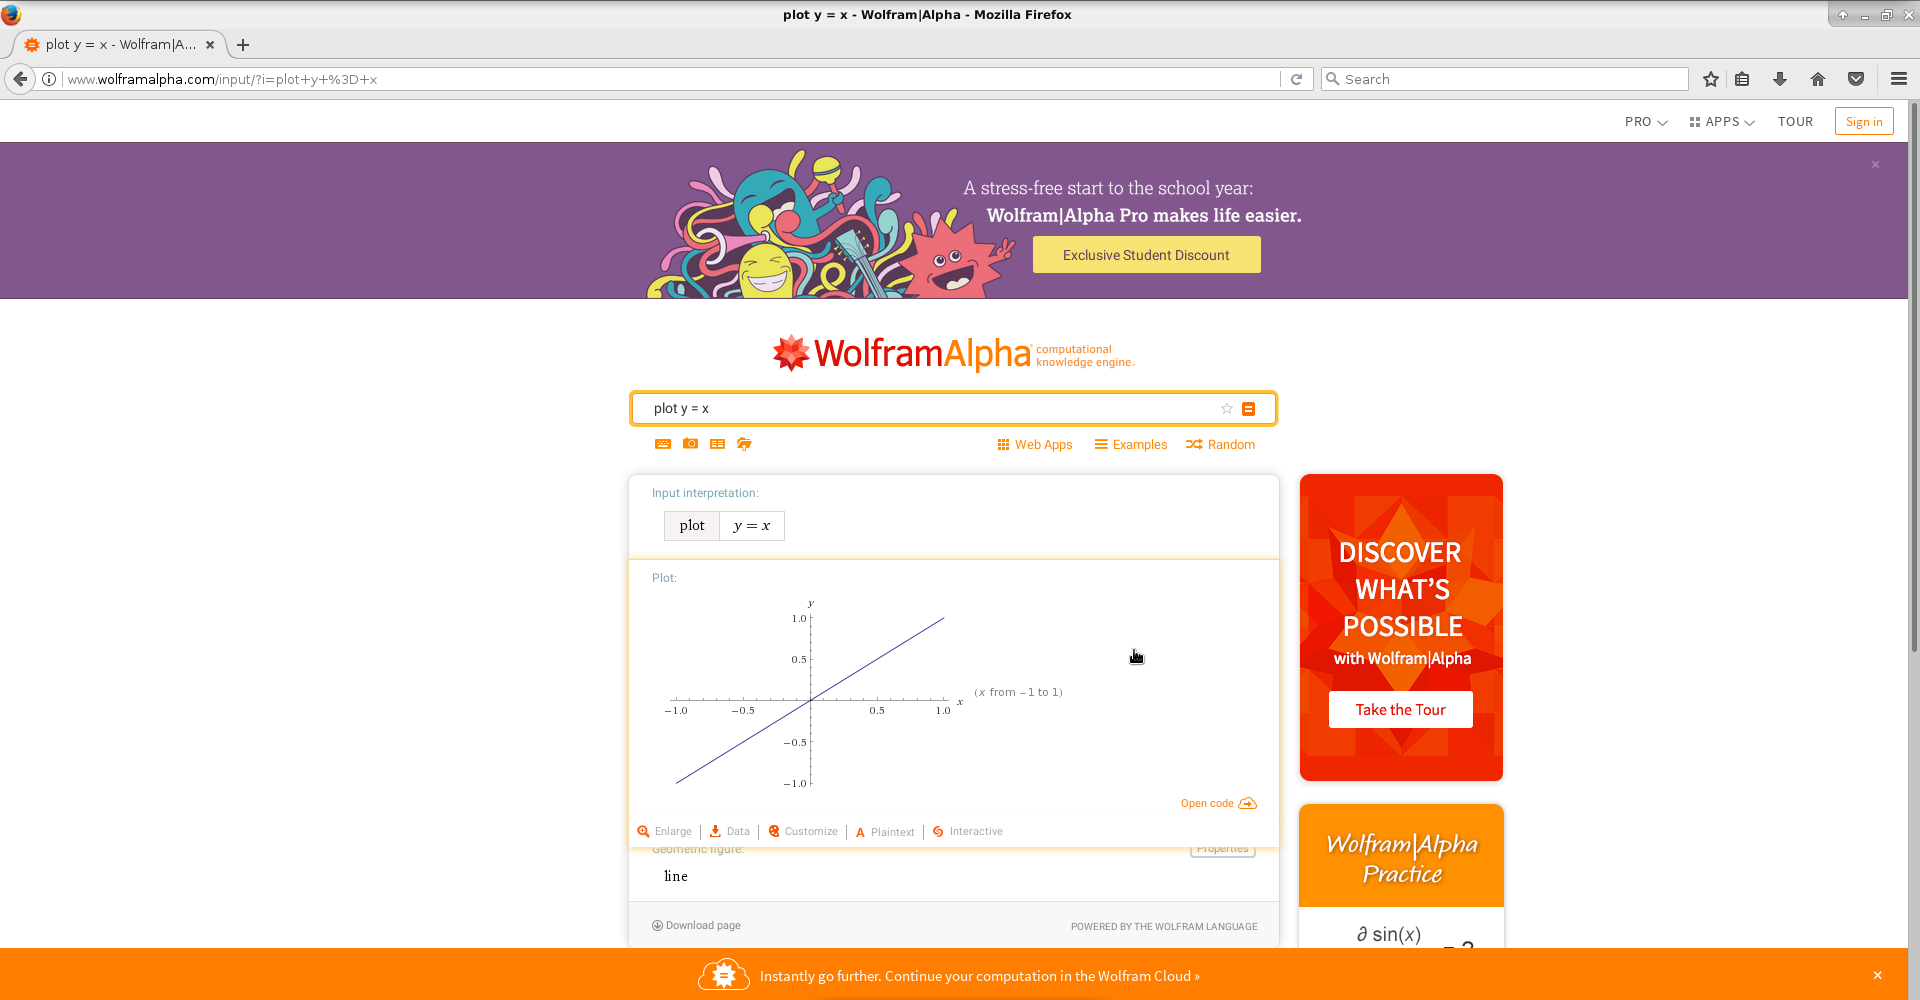 plot y = x - Wolfram|Alpha - Mozilla Firefox
plot y = x - Wolfram|A...
www.wolframalpha.com/input/?i=plot+y+%3D+x
Search
PRO
APPS
TOUR
Sign in
A stress-free start to the school year:
Wolfram|Alpha Pro makes life easier.
Exclusive Student Discount
WolframAlpha computational
knowledge engine.
plot y = x
Web Apps
Examples
Random
Input interpretation:
plot y = x
Plot:
y
1.0
0.5
(x from −1 to 1)
x
−1.0 −0.5 0.5 1.0
−0.5
−1.0
Open code
Enlarge
Data
Customize
A Plaintext
Interactive
Geometric figure:
Properties
line
Download page
POWERED BY THE WOLFRAM LANGUAGE
DISCOVER
WHAT'S
POSSIBLE
with Wolfram|Alpha
Take the Tour
Wolfram|Alpha
Practice
∂ sin(x)
Instantly go further. Continue your computation in the Wolfram Cloud »